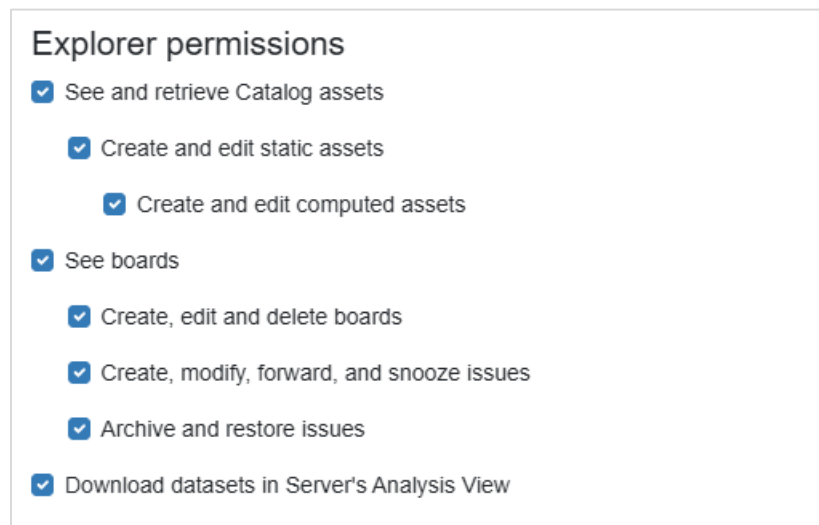 Explorer permissions
See and retrieve Catalog assets
Create and edit static assets
Create and edit computed assets
See boards
Create, edit and delete boards
Create, modify, forward, and snooze issues
Archive and restore issues
Download datasets in Server's Analysis View